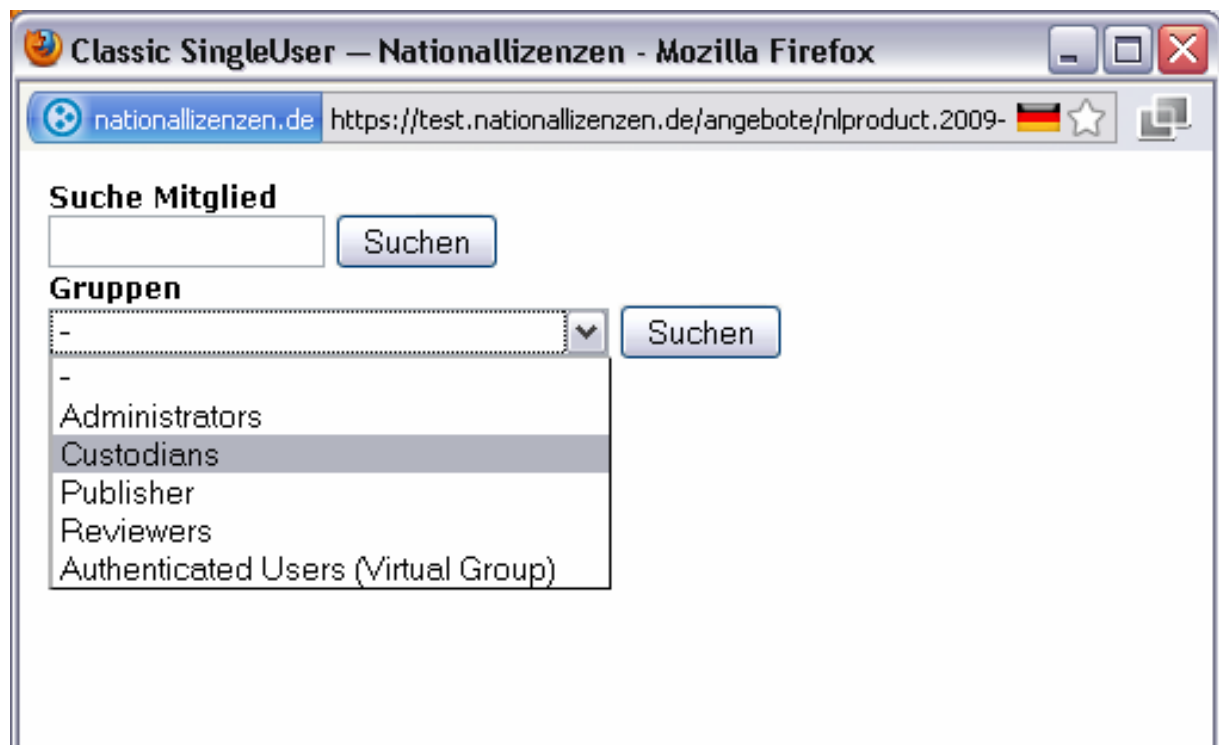 Classic SingleUser — Nationallizenzen - Mozilla Firefox
nationallizenzen.de https://test.nationallizenzen.de/angebote/nlproduct.2009-
Suche Mitglied
Suchen
Gruppen
- Suchen
-
Administrators
Custodians
Publisher
Reviewers
Authenticated Users (Virtual Group)